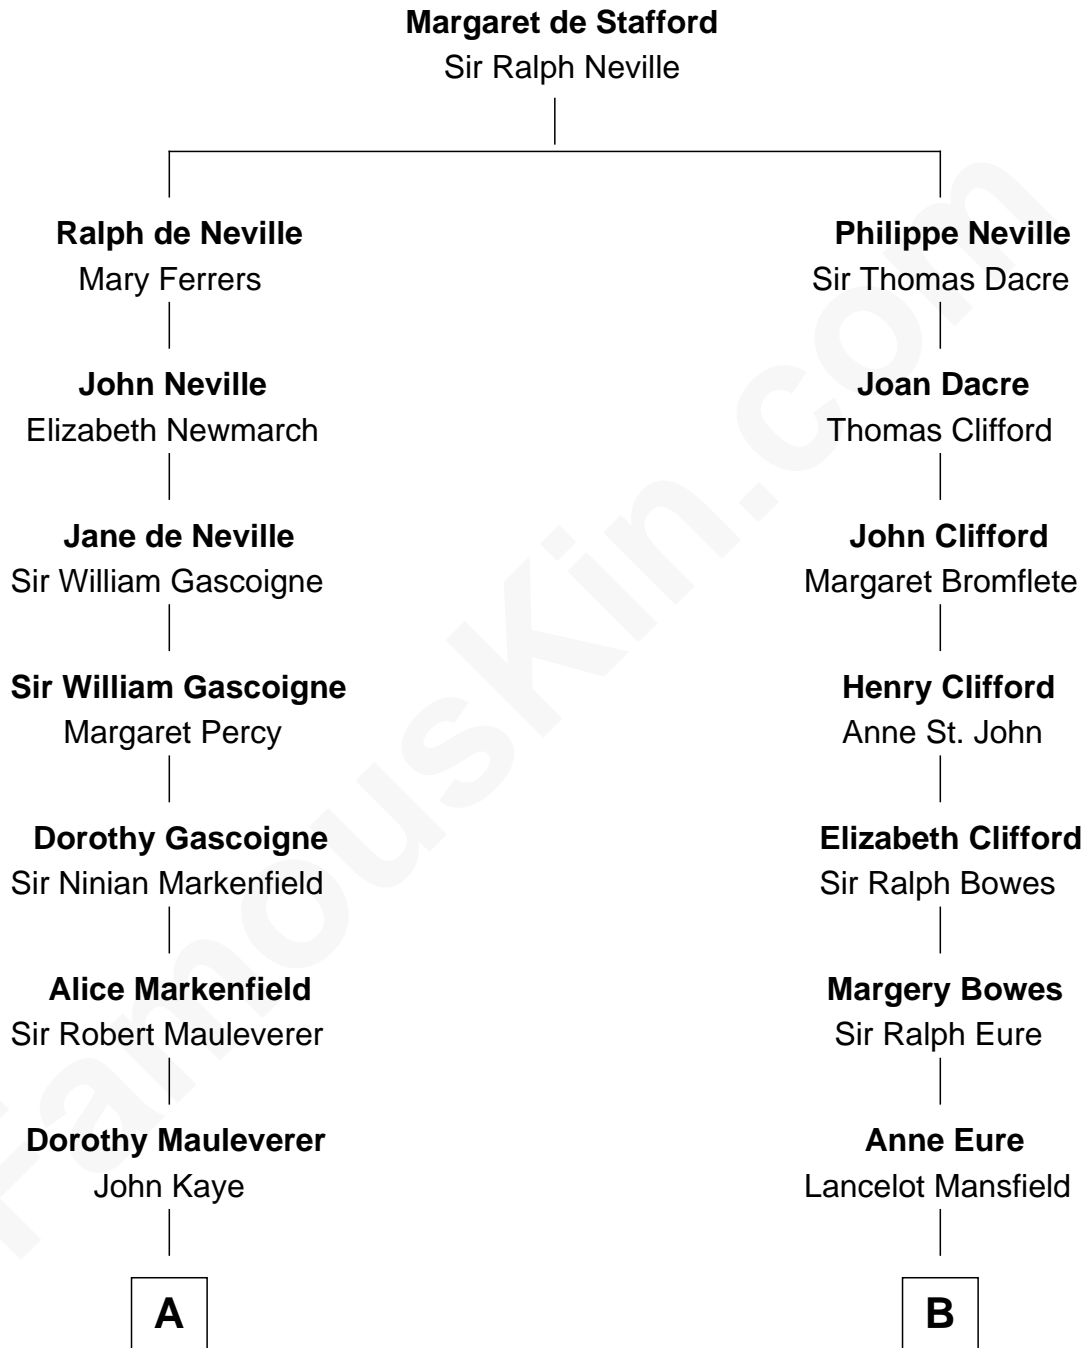 Margaret de Stafford
Sir Ralph Neville
Ralph de Neville
Mary Ferrers
Philippe Neville
Sir Thomas Dacre
John Neville
Elizabeth Newmarch
Joan Dacre
Thomas Clifford
Jane de Neville
Sir William Gascoigne
John Clifford
Margaret Bromflete
Sir William Gascoigne
Margaret Percy
Henry Clifford
Anne St. John
Dorothy Gascoigne
Sir Ninian Markenfield
Elizabeth Clifford
Sir Ralph Bowes
Alice Markenfield
Sir Robert Mauleverer
Margery Bowes
Sir Ralph Eure
Dorothy Mauleverer
John Kaye
Anne Eure
Lancelot Mansfield
A
B
FamousKin.com